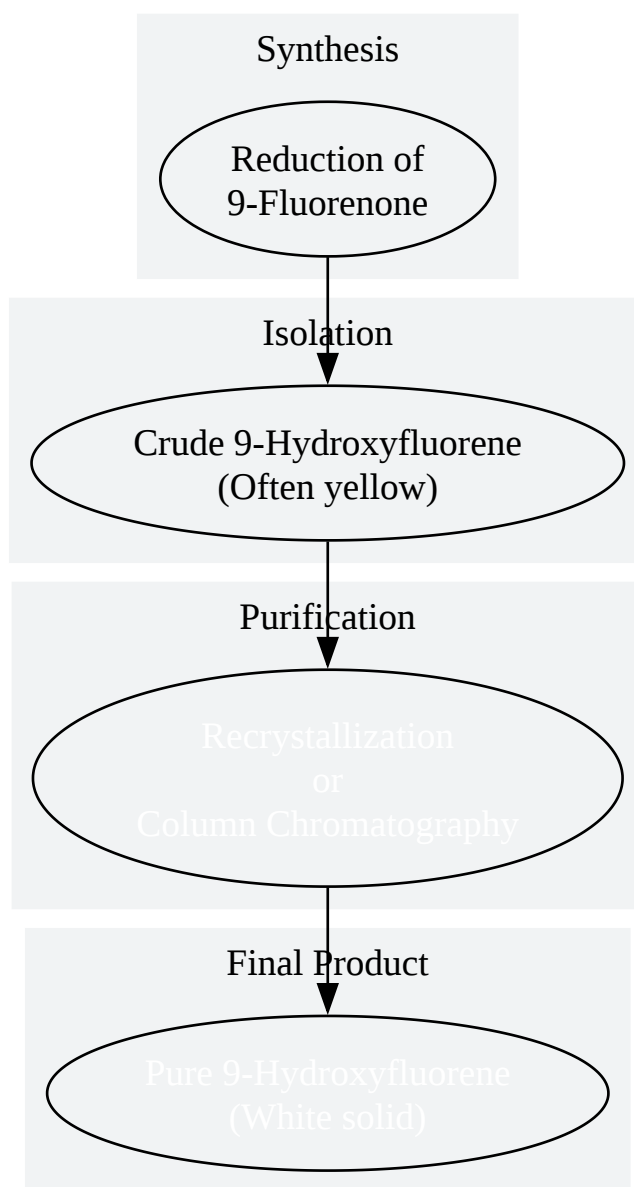 Synthesis
Reduction of
9-Fluorenone
Isolation
Crude 9-Hydroxyfluorene
(Often yellow)
Purification
Recrystallization
or
Column Chromatography
Final Product
Pure 9-Hydroxyfluorene
(White solid)